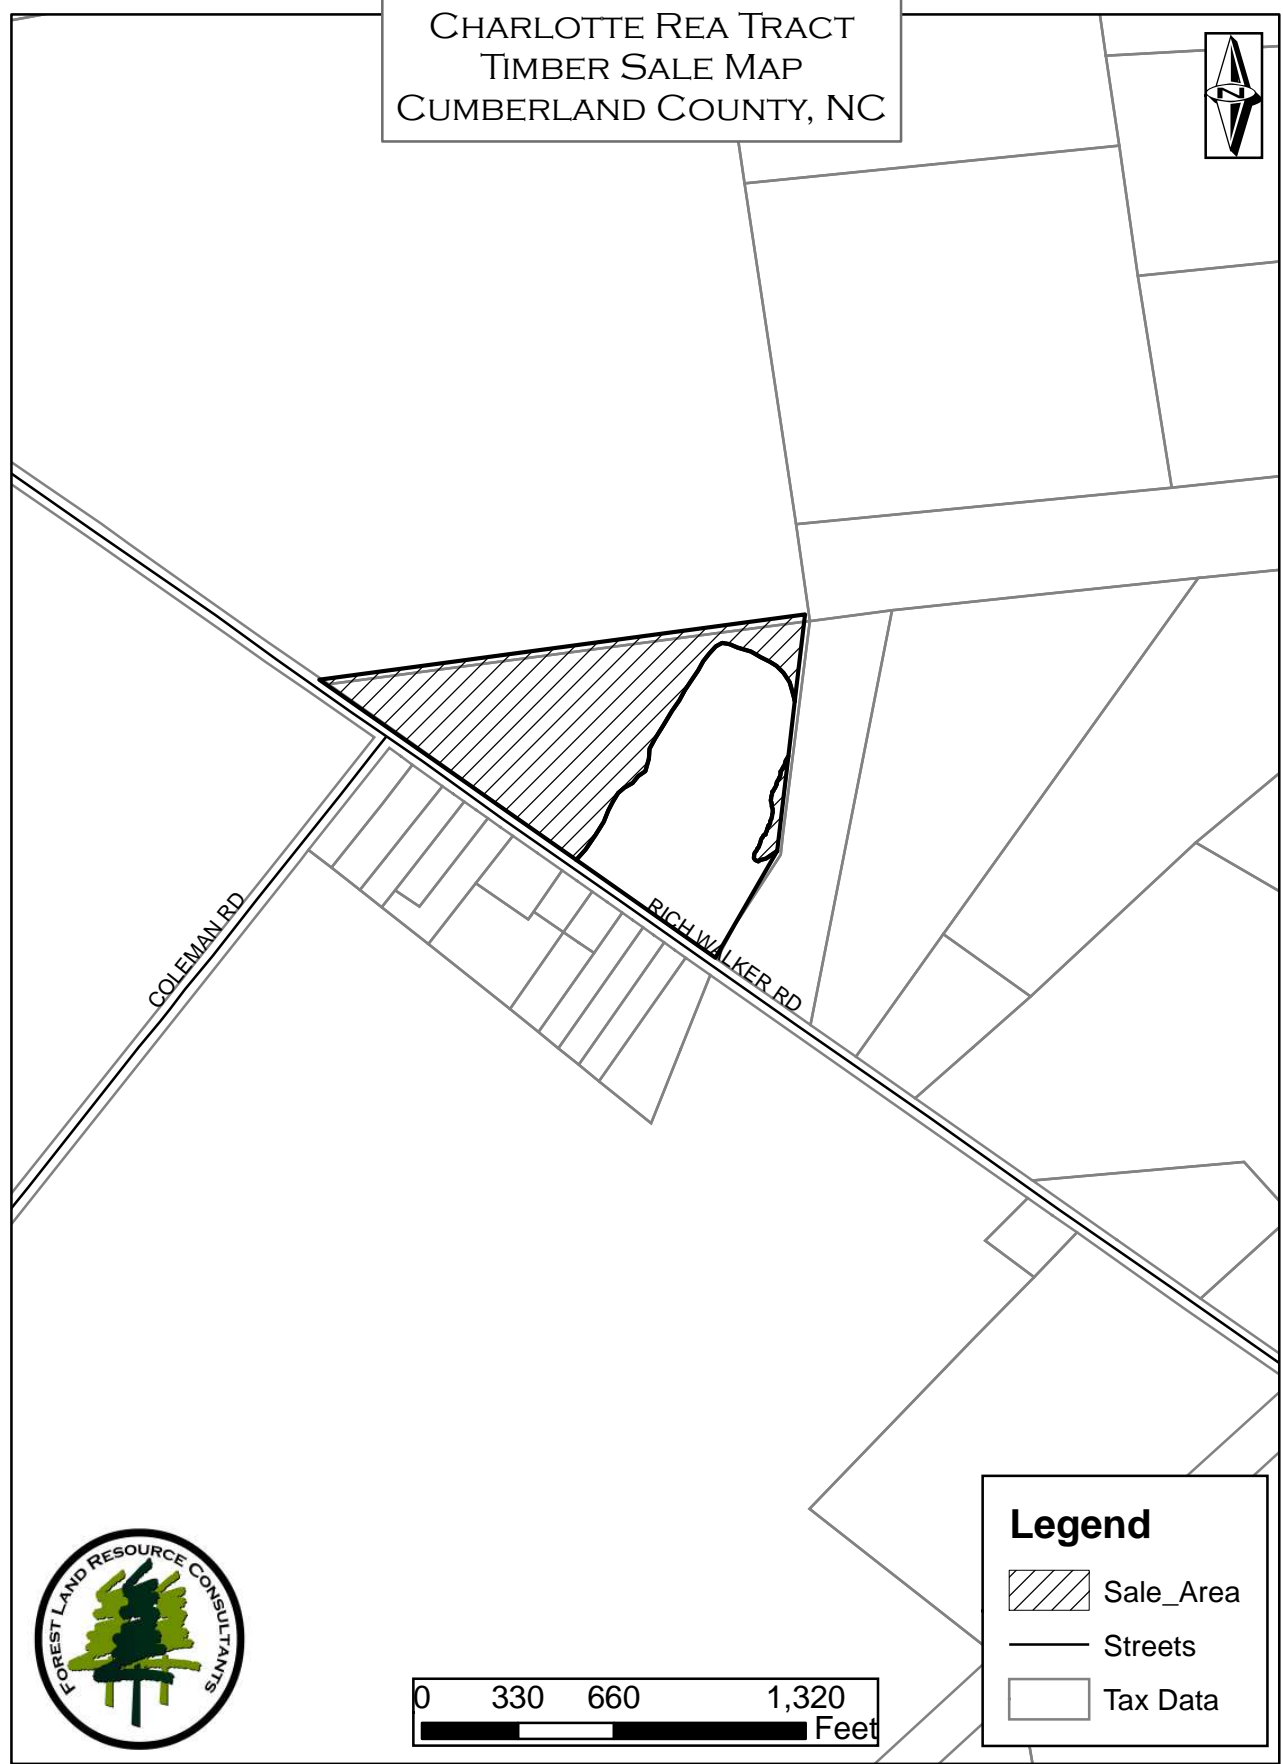 CHARLOTTE REA TRACT
TIMBER SALE MAP
CUMBERLAND COUNTY, NC
N
COLEMAN RD
RICH WALKER RD
FOREST LAND RESOURCE CONSULTANTS
0 330 660 1,320
Feet
Legend
Sale_Area
Streets
Tax Data